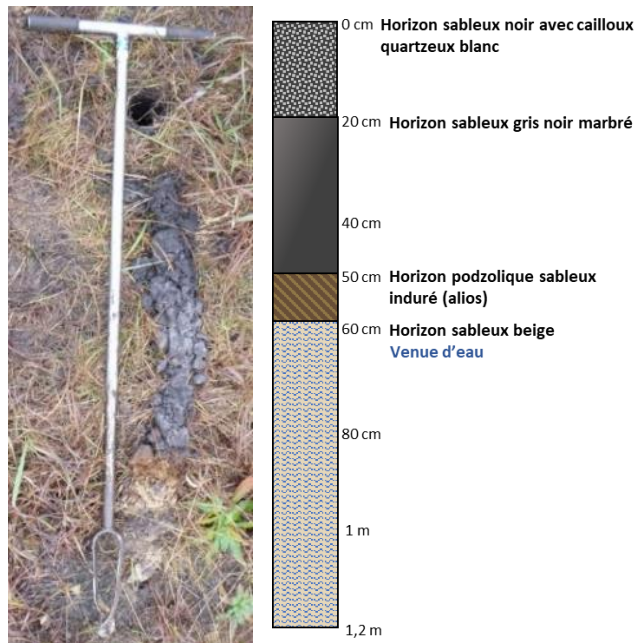 0 cm Horizon sableux noir avec cailloux
quartzeux blanc
20 cm Horizon sableux gris noir marbré
40 cm
50 cm Horizon podzolique sableux
induré (alios)
60 cm Horizon sableux beige
Venue d’eau
80 cm
1 m
1,2 m